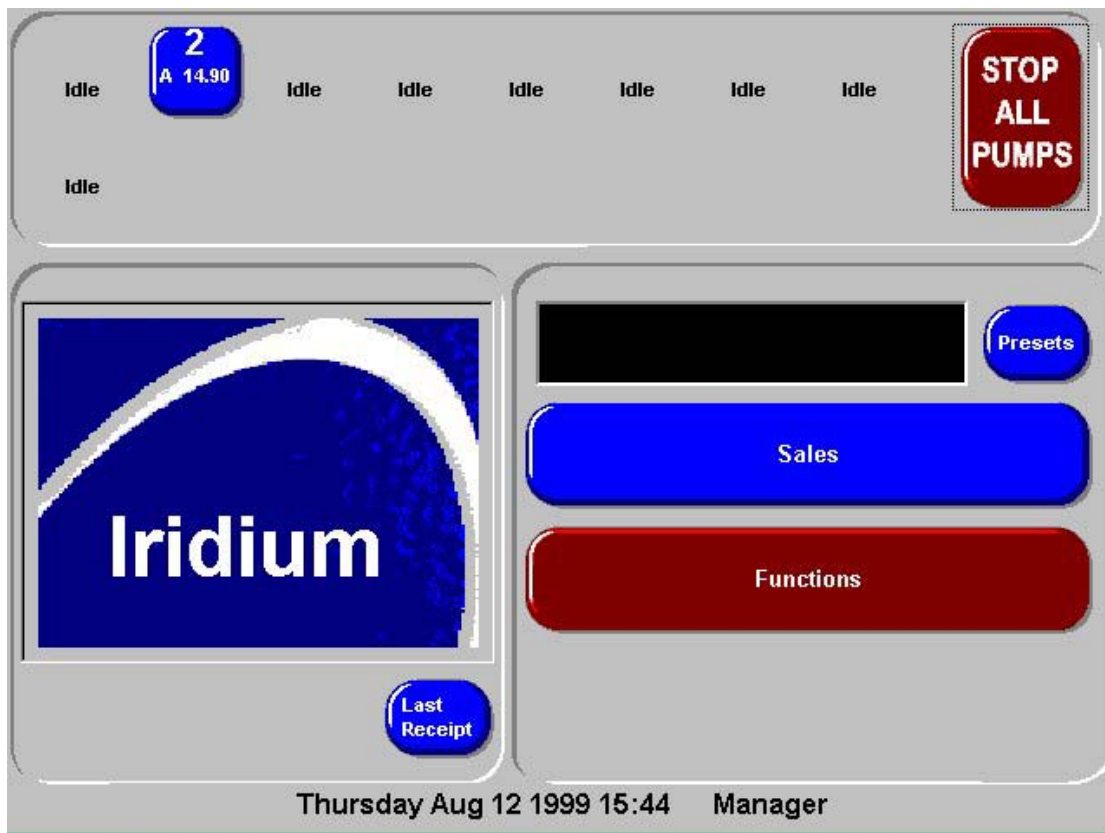 Idle
2
A 14.90
Idle Idle Idle Idle Idle Idle
STOP
ALL
PUMPS
Idle
Iridium
Last
Receipt
Presets
Sales
Functions
Thursday Aug 12 1999 15:44 Manager